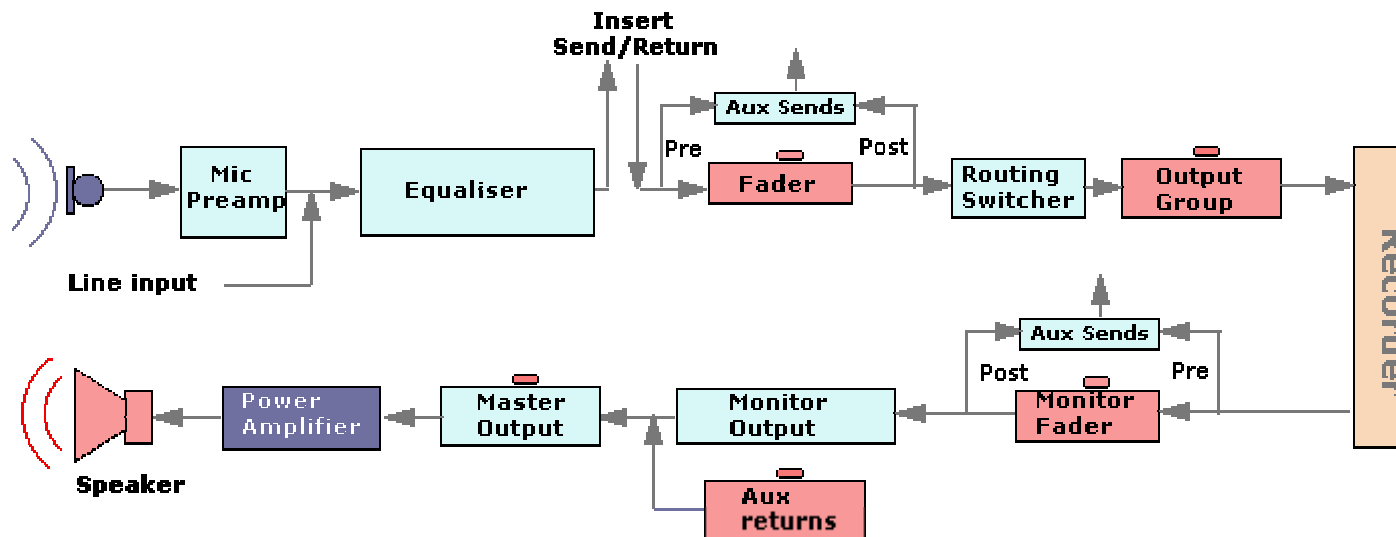 Insert
Send/Return
Aux Sends
Pre
Post
Mic
Preamp
Equaliser
Fader
Routing
Switcher
Output
Group
Recorder
Line input
Aux Sends
Post
Pre
Power
Amplifier
Master
Output
Monitor
Output
Monitor
Fader
Speaker
Aux
returns